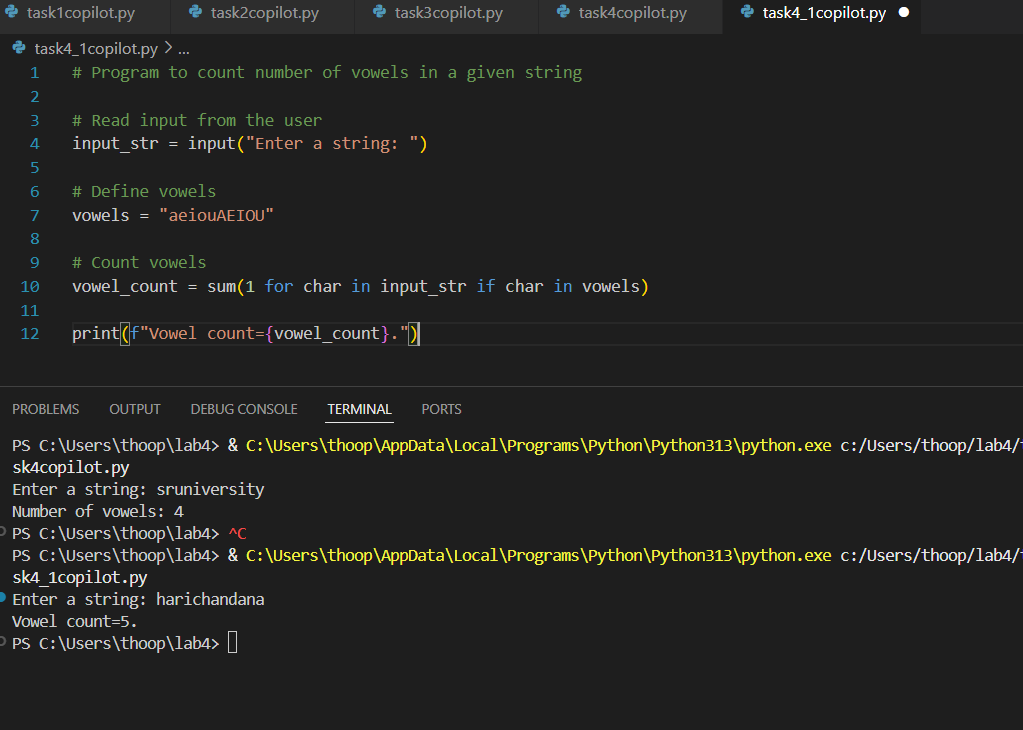 task1copilot.py task2copilot.py task3copilot.py task4copilot.py task4_1copilot.py
task4_1copilot.py > ...
1 # Program to count number of vowels in a given string
2
3 # Read input from the user
4 input_str = input("Enter a string: ")
5
6 # Define vowels
7 vowels = "aeiouAEIOU"
8
9 # Count vowels
10 vowel_count = sum(1 for char in input_str if char in vowels)
11
12 print(f"Vowel count={vowel_count}.")
PROBLEMS OUTPUT DEBUG CONSOLE TERMINAL PORTS
PS C:\Users\thoop\lab4> & C:\Users\thoop\AppData\Local\Programs\Python\Python313\python.exe c:/Users/thoop/lab4/t
sk4copilot.py
Enter a string: sruniversity
Number of vowels: 4
PS C:\Users\thoop\lab4> ^C
PS C:\Users\thoop\lab4> & C:\Users\thoop\AppData\Local\Programs\Python\Python313\python.exe c:/Users/thoop/lab4/t
sk4_1copilot.py
Enter a string: harichandana
Vowel count=5.
PS C:\Users\thoop\lab4>